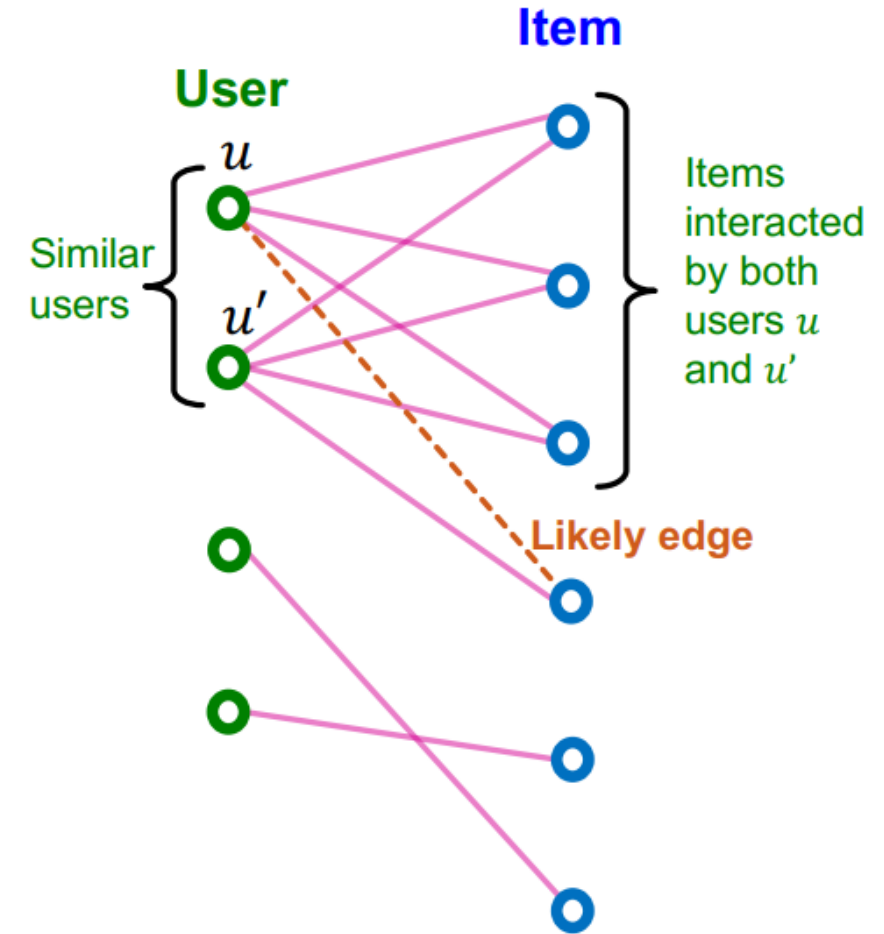 Item
User
u
Similar
users
u′
Items
interacted
by both
users u
and u’
Likely edge